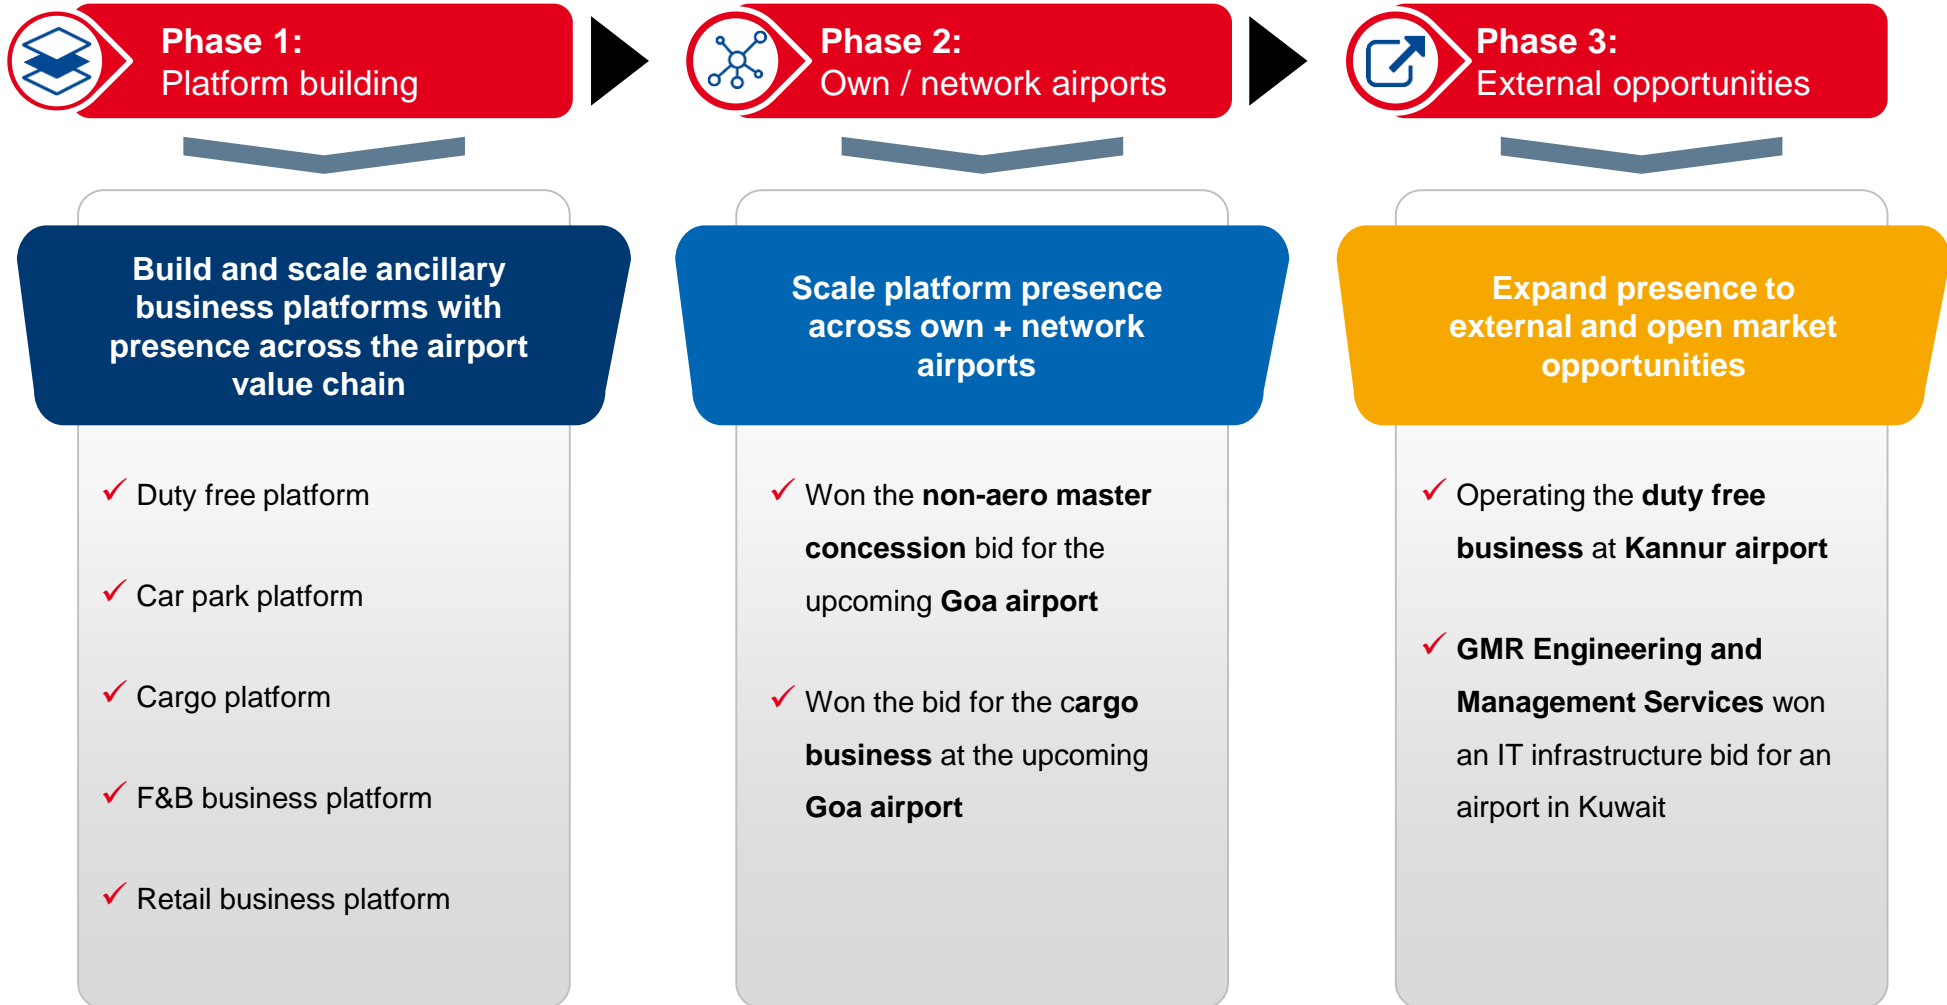 Phase 1:
Platform building
Phase 2:
Own / network airports
Phase 3:
External opportunities
Build and scale ancillary
business platforms with
presence across the airport
value chain
Duty free platform
Car park platform
Cargo platform
F&B business platform
Retail business platform
Scale platform presence
across own + network
airports
Won the non-aero master
concession bid for the
upcoming Goa airport
Won the bid for the cargo
business at the upcoming
Goa airport
Expand presence to
external and open market
opportunities
Operating the duty free
business at Kannur airport
GMR Engineering and
Management Services won
an IT infrastructure bid for an
airport in Kuwait